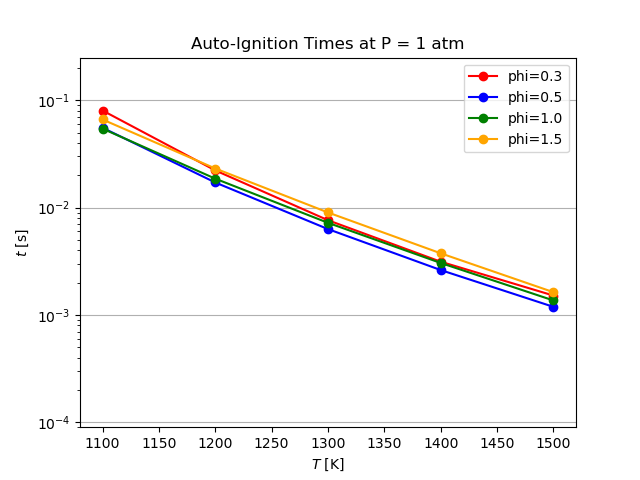 Auto-Ignition Times at P = 1 atm
phi=0.3
phi=0.5
phi=1.0
phi=1.5
t [s]
10⁻¹
10⁻²
10⁻³
10⁻⁴
1100 1150 1200 1250 1300 1350 1400 1450 1500
T [K]